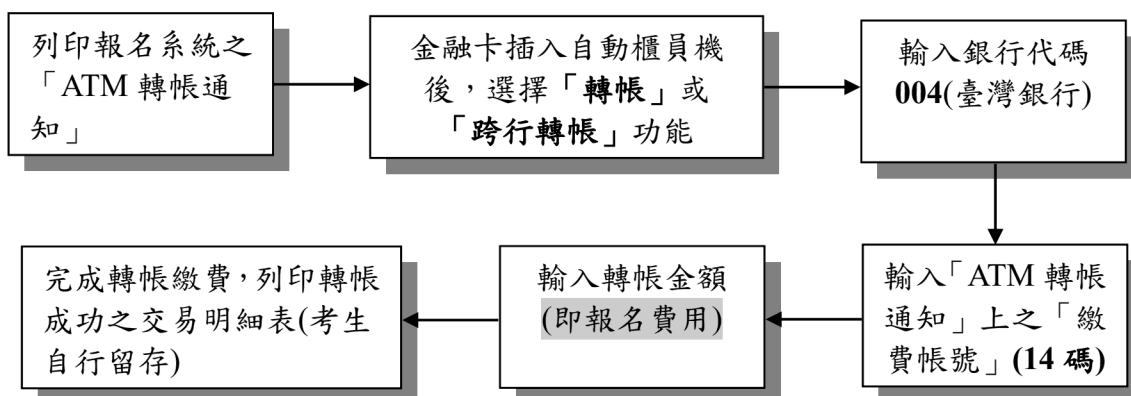 列印報名系統之
「ATM 轉帳通
知」
金融卡插入自動櫃員機
後，選擇「轉帳」或
「跨行轉帳」功能
輸入銀行代碼
004(臺灣銀行)
輸入「ATM 轉帳
通知」上之「繳
費帳號」(14 碼)
輸入轉帳金額
(即報名費用)
完成轉帳繳費，列印轉帳
成功之交易明細表(考生
自行留存)